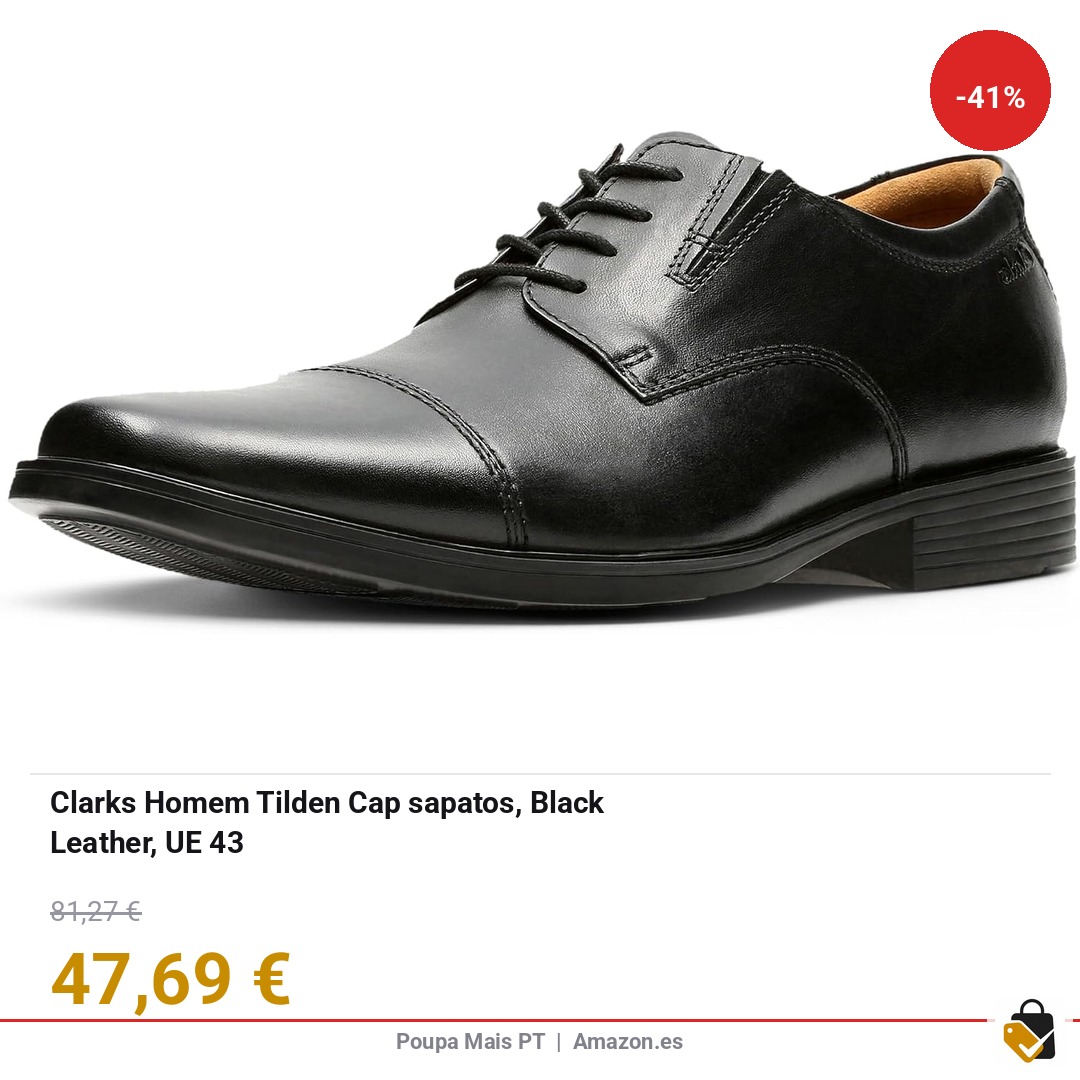 -41%
Clarks
Clarks Homem Tilden Cap sapatos, Black
Leather, UE 43
81,27 €
47,69 €
Poupa Mais PT | Amazon.es